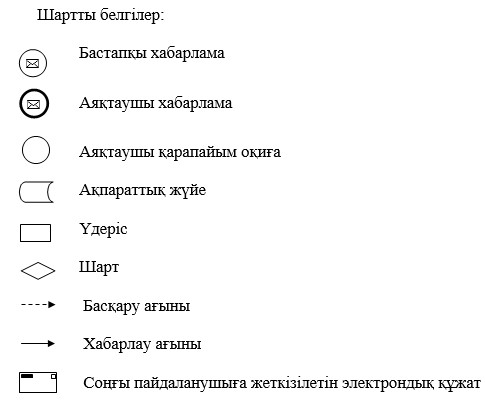 Шартты белгілер:
Бастапқы хабарлама
Аяқтаушы хабарлама
Аяқтаушы қарапайым оқиға
Ақпараттық жүйе
Үдеріс
Шарт
Басқару ағыны
Хабарлау ағыны
Соңғы пайдаланушыға жеткізілетін электрондық құжат